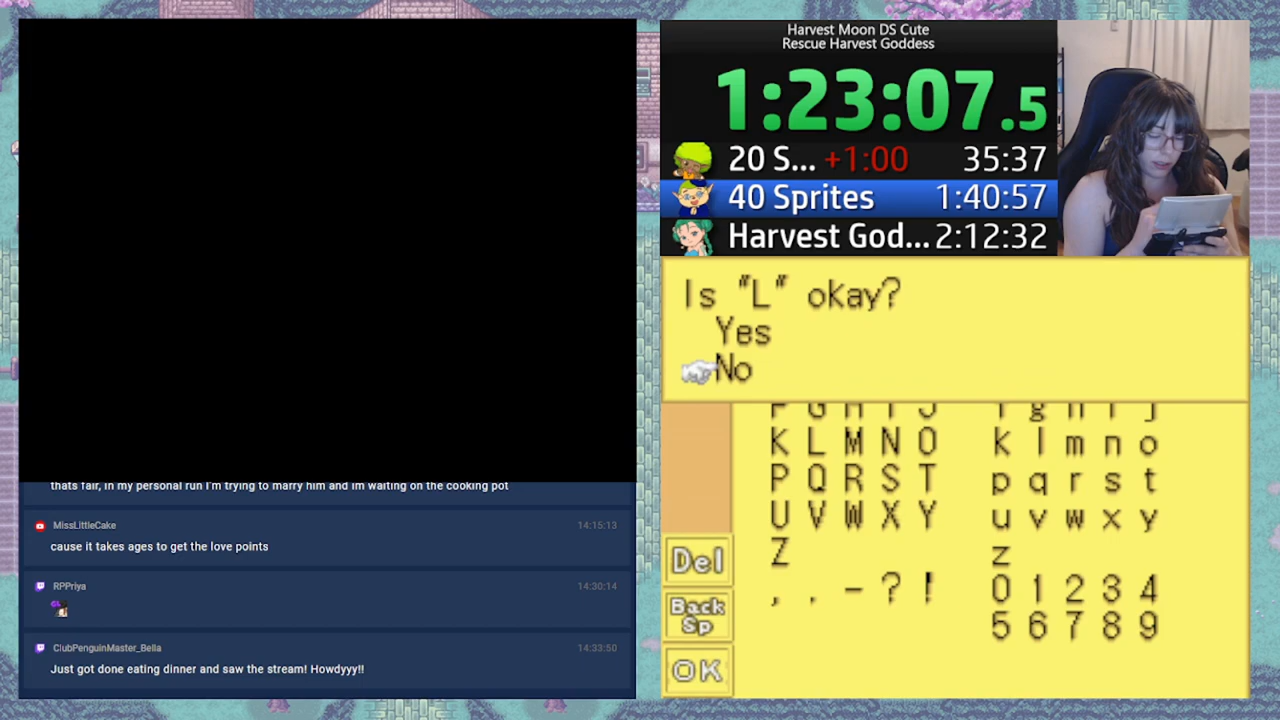 Harvest Moon DS Cute
Rescue Harvest Goddess
1:23:07.5
20 S... +1:00 35:37
40 Sprites 1:40:57
Harvest God... 2:12:32
Is "L" okay?
Yes
No
K L M N O k l m n o
P Q R S T p q r s t
U V W X Y u v w x y
Z z
, . - ? ! 0 1 2 3 4
5 6 7 8 9
Del
Back
Sp
OK
thats fair, in my personal run I'm trying to marry him and im waiting on the cooking pot
MissLittleCake 14:15:13
cause it takes ages to get the love points
RPPriya 14:30:14
ClubPenguinMaster_Bella 14:33:50
Just got done eating dinner and saw the stream! Howdyyy!!